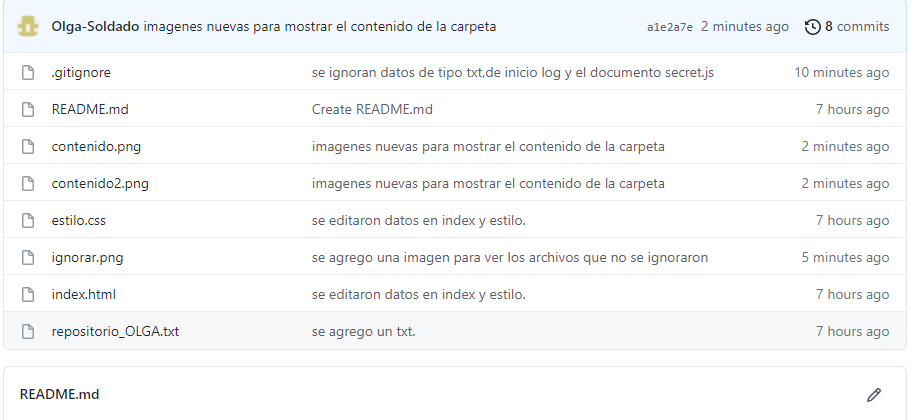 Olga-Soldado imagenes nuevas para mostrar el contenido de la carpeta a1e2a7e 2 minutes ago 8 commits
.gitignore se ignoran datos de tipo txt,de inicio log y el documento secret.js 10 minutes ago
README.md Create README.md 7 hours ago
contenido.png imagenes nuevas para mostrar el contenido de la carpeta 2 minutes ago
contenido2.png imagenes nuevas para mostrar el contenido de la carpeta 2 minutes ago
estilo.css se editaron datos en index y estilo. 7 hours ago
ignorar.png se agrego una imagen para ver los archivos que no se ignoraron 5 minutes ago
index.html se editaron datos en index y estilo. 7 hours ago
repositorio_OLGA.txt se agrego un txt. 7 hours ago
README.md